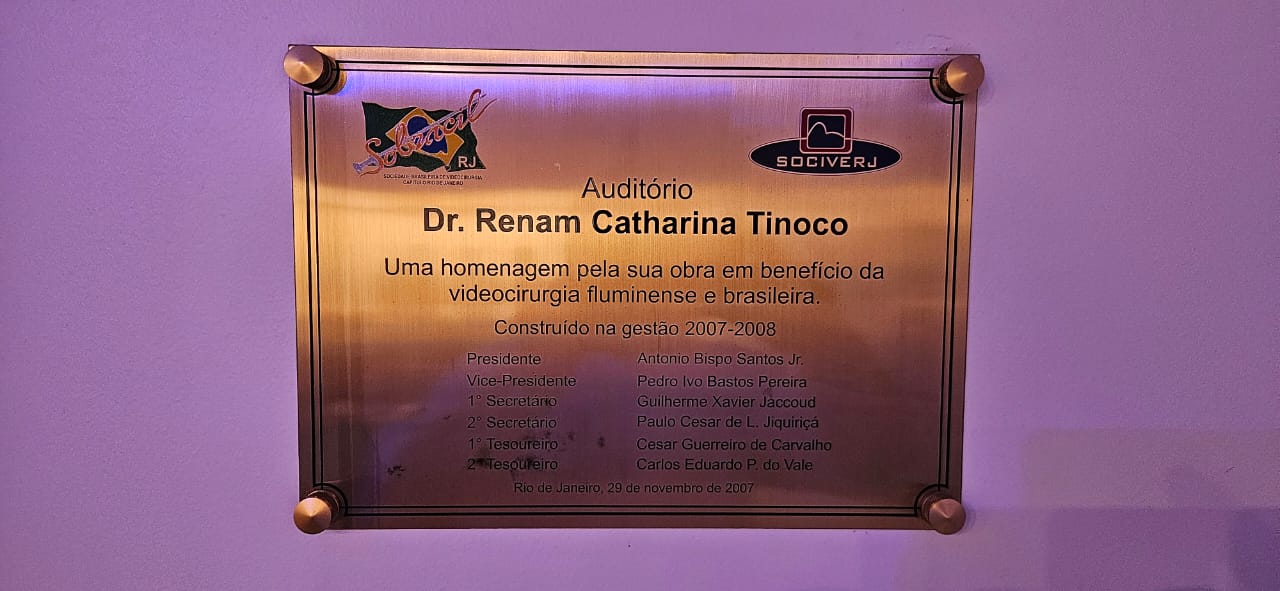 Sobracil
RJ
SOCIEDADE BRASILEIRA DE VIDEOCIRURGIA
CAPÍTULO RIO DE JANEIRO
SOCIVERJ
Auditório
Dr. Renam Catharina Tinoco
Uma homenagem pela sua obra em benefício da
videocirurgia fluminense e brasileira.
Construído na gestão 2007-2008
Presidente Antonio Bispo Santos Jr.
Vice-Presidente Pedro Ivo Bastos Pereira
1° Secretário Guilherme Xavier Jaccoud
2° Secretário Paulo Cesar de L. Jiquiriçá
1° Tesoureiro Cesar Guerreiro de Carvalho
2° Tesoureiro Carlos Eduardo P. do Vale
Rio de Janeiro, 29 de novembro de 2007